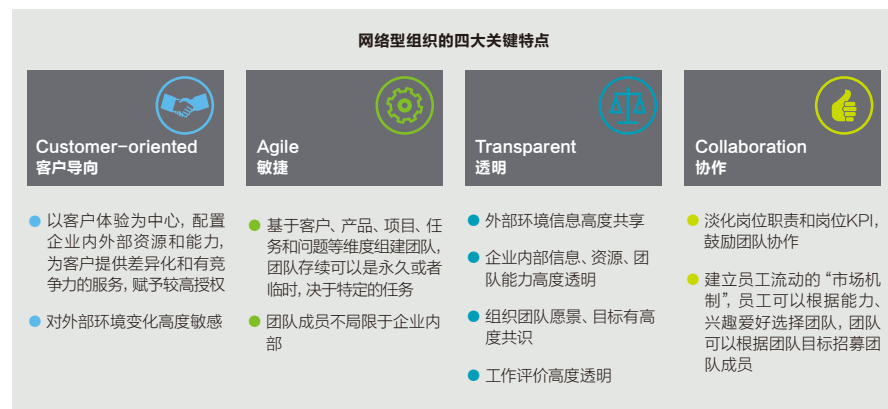 网络型组织的四大关键特点
Customer-oriented
客户导向
以客户体验为中心, 配置
企业内外部资源和能力,
为客户提供差异化和有竞
争力的服务, 赋予较高授权
对外部环境变化高度敏感
Agile
敏捷
基于客户、产品、项目、任
务和问题等维度组建团队,
团队存续可以是永久或者
临时, 决于特定的任务
团队成员不局限于企业内
部
Transparent
透明
外部环境信息高度共享
企业内部信息、资源、团
队能力高度透明
组织团队愿景、目标有高
度共识
工作评价高度透明
Collaboration
协作
淡化岗位职责和岗位KPI,
鼓励团队协作
建立员工流动的“市场机
制”, 员工可以根据能力、
兴趣爱好选择团队, 团队
可以根据团队目标招募团
队成员